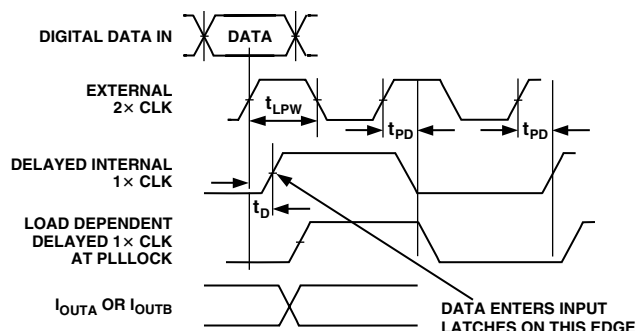 DIGITAL DATA IN
DATA
EXTERNAL
2× CLK
tLPW
tPD
tPD
DELAYED INTERNAL
1× CLK
tD
LOAD DEPENDENT
DELAYED 1× CLK
AT PLLLOCK
IOUTA OR IOUTB
DATA ENTERS INPUT
LATCHES ON THIS EDGE